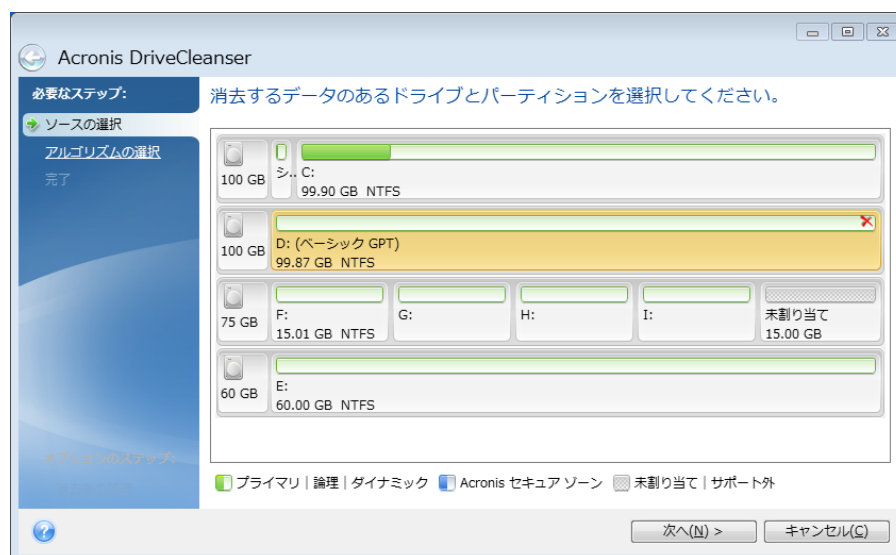 Acronis DriveCleanser
必要なステップ:
ソースの選択
アルゴリズムの選択
完了
消去するデータのあるドライブとパーティションを選択してください。
100 GB
シ..
C:
99.90 GB NTFS
100 GB
D: (ベーシック GPT)
99.87 GB NTFS
75 GB
F:
15.01 GB NTFS
G:
H:
I:
未割り当て
15.00 GB
60 GB
E:
60.00 GB NTFS
プライマリ | 論理 | ダイナミック
Acronis セキュア ゾーン
未割り当て | サポート外
次へ(N) >
キャンセル(C)